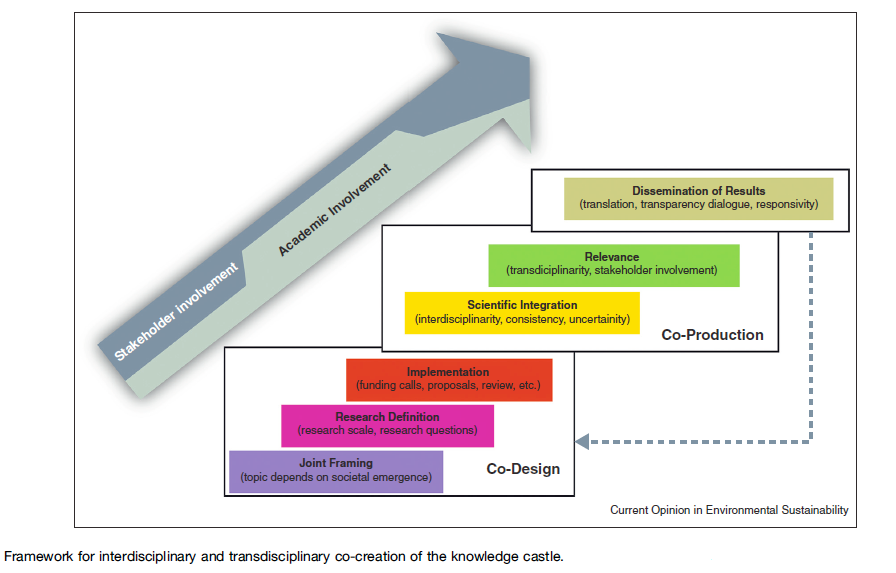 Stakeholder involvement
Academic Involvement
Dissemination of Results
(translation, transparency dialogue, responsivity)
Relevance
(transdiciplinarity, stakeholder involvement)
Scientific Integration
(interdisciplinarity, consistency, uncertainity)
Co-Production
Implementation
(funding calls, proposals, review, etc.)
Research Definition
(research scale, research questions)
Joint Framing
(topic depends on societal emergence)
Co-Design
Current Opinion in Environmental Sustainability
Framework for interdisciplinary and transdisciplinary co-creation of the knowledge castle.